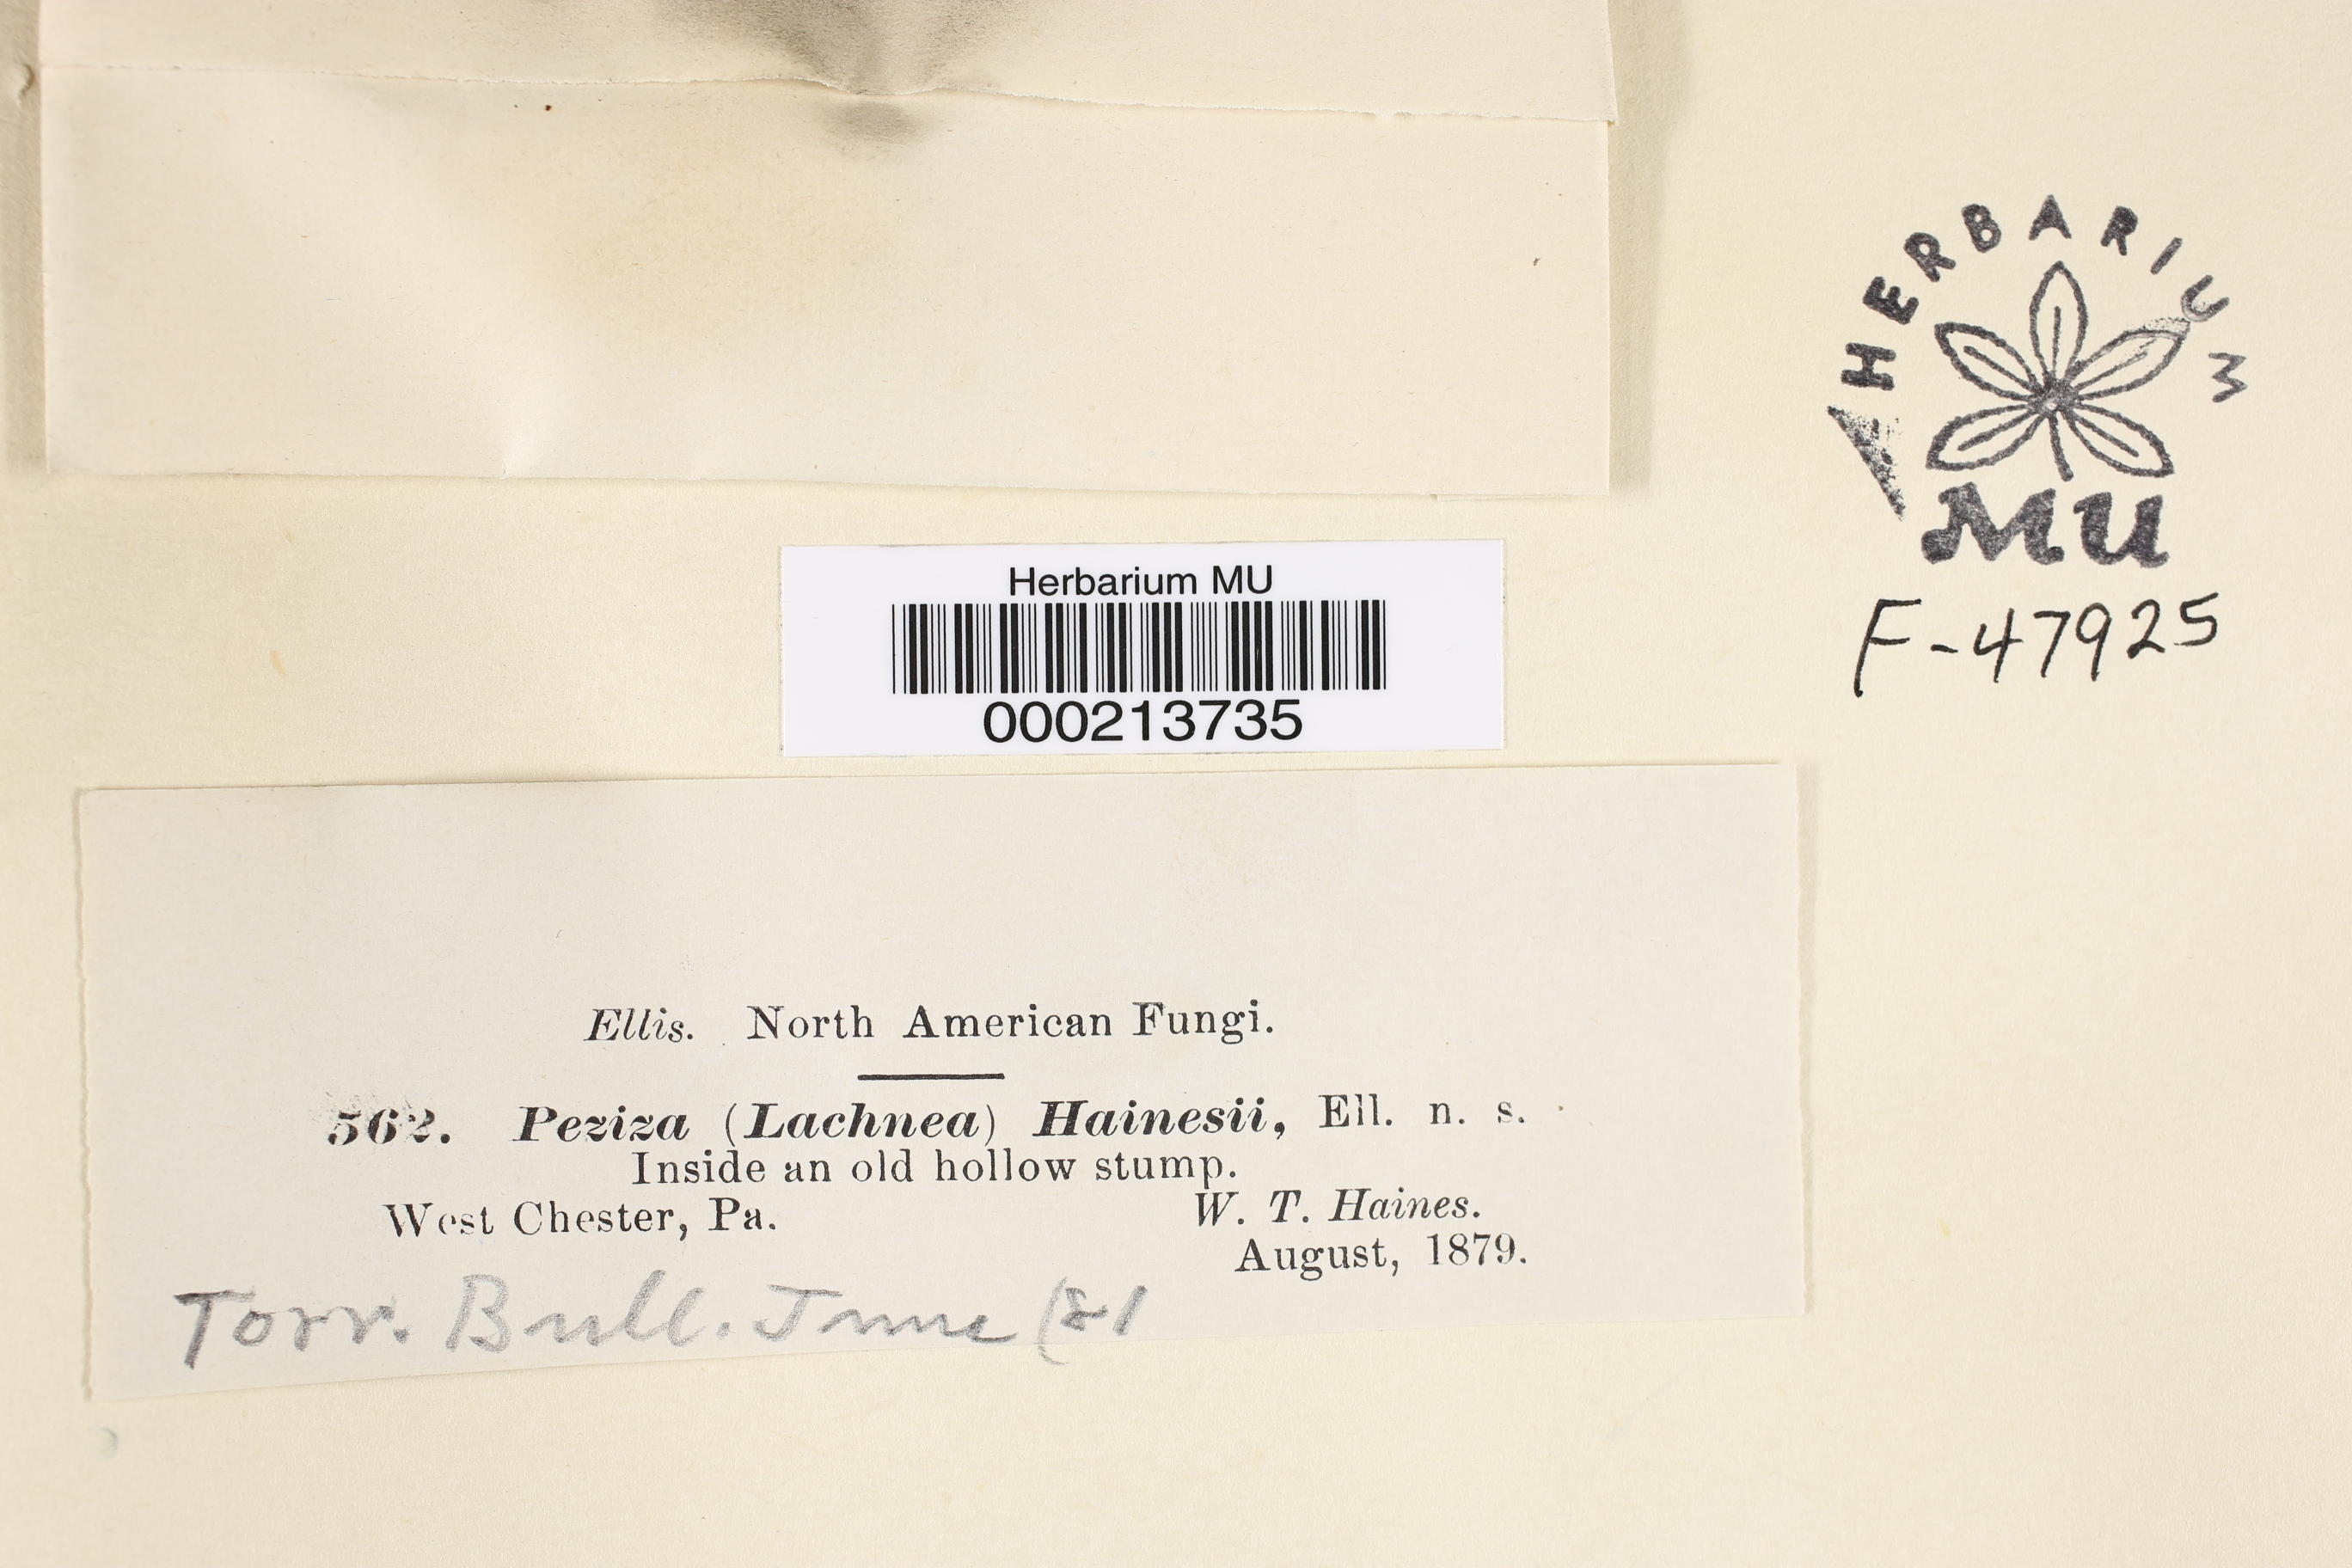 HERBARIUM
MU
F-47925
Herbarium MU
000213735
Ellis. North American Fungi.
562. Peziza (Lachnea) Hainesii, Ell. n. s.
Inside an old hollow stump.
West Chester, Pa. W. T. Haines.
August, 1879.
Torr. Bull. June (81